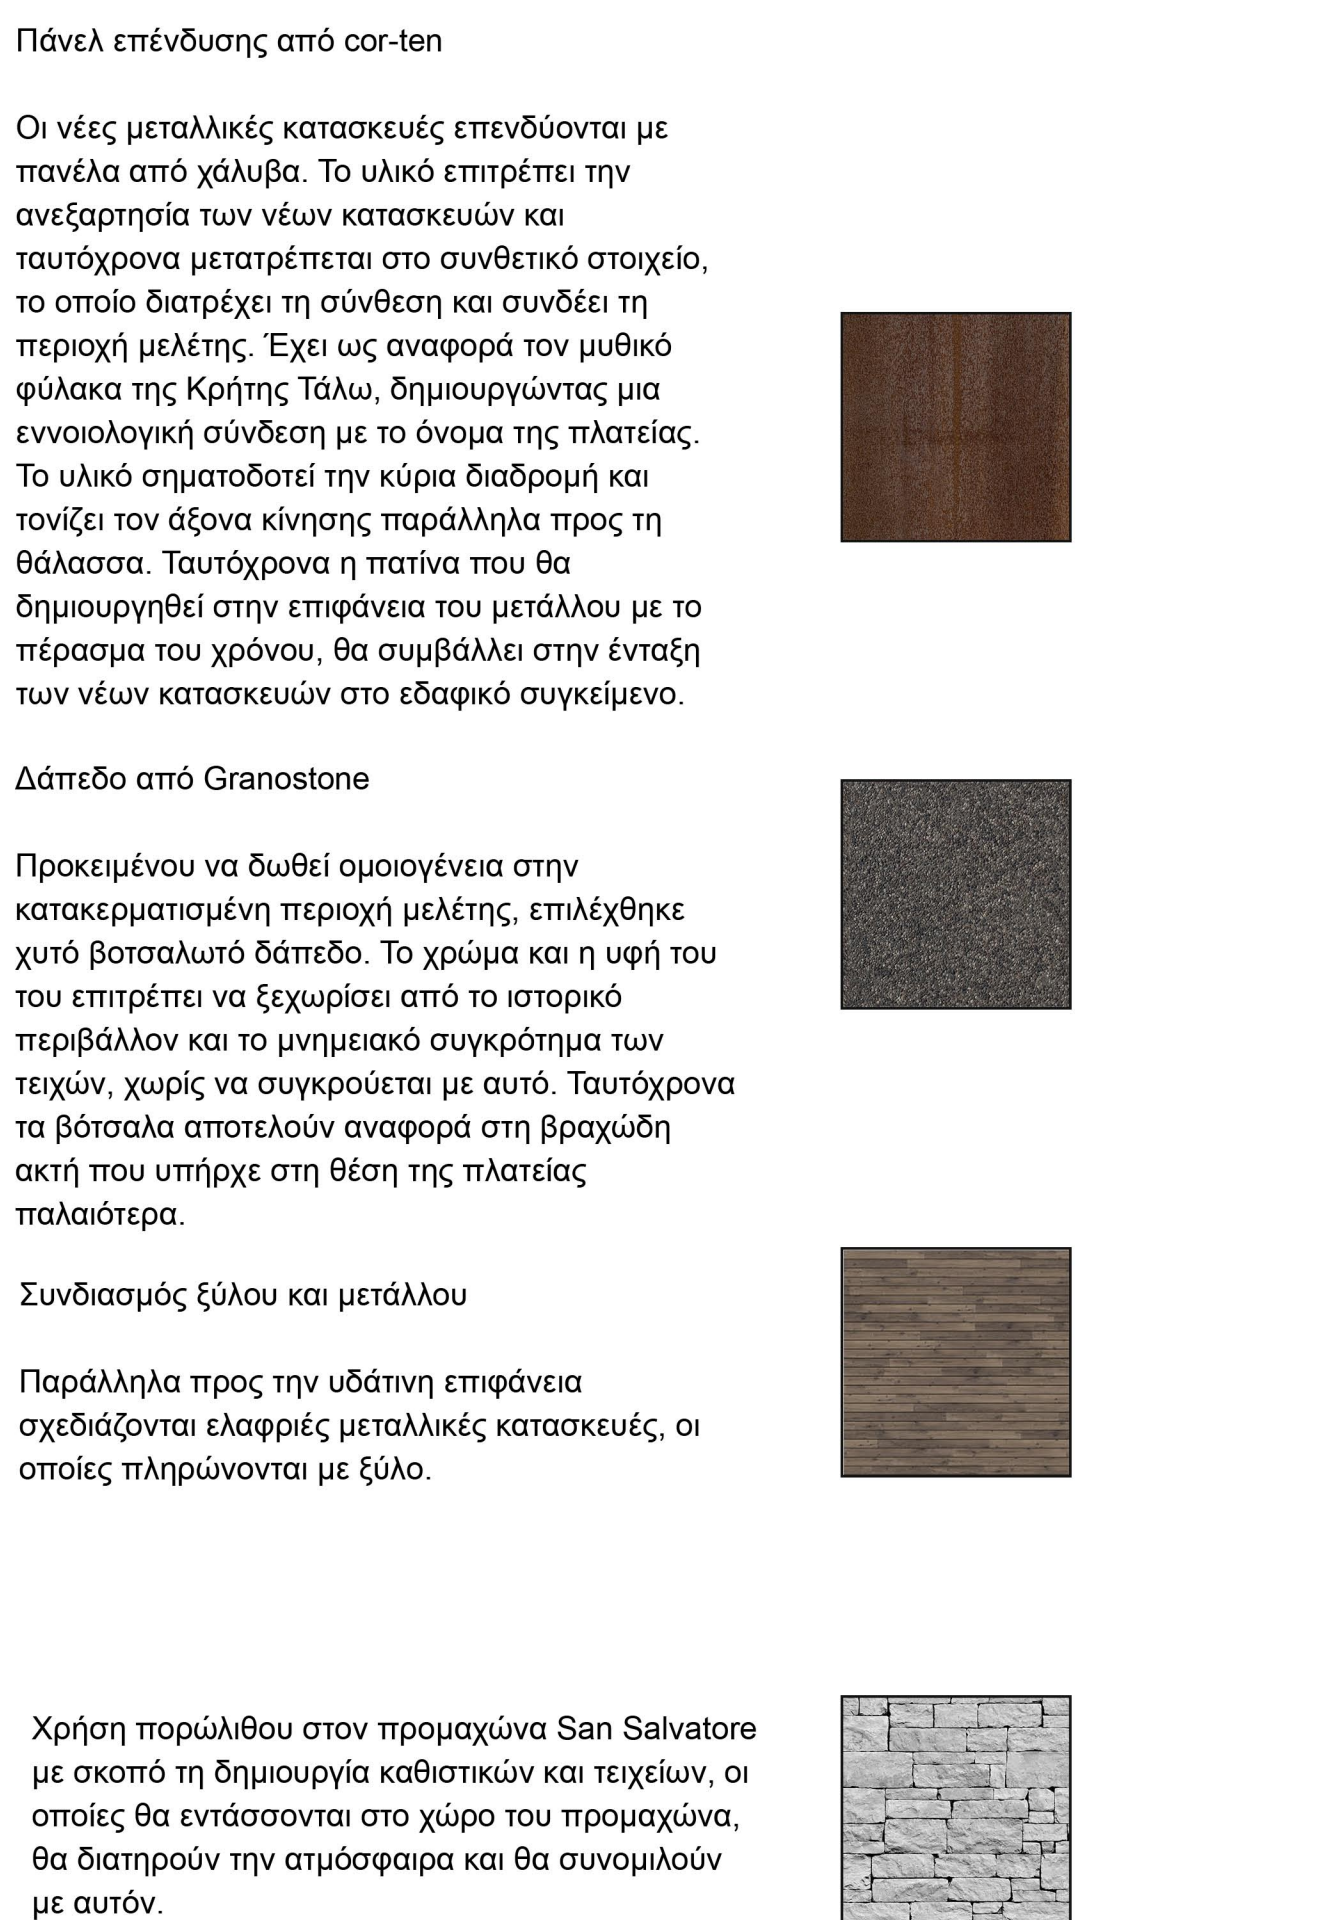 Πάνελ επένδυσης από cor-ten
Οι νέες μεταλλικές κατασκευές επενδύονται με
πανέλα από χάλυβα. Το υλικό επιτρέπει την
ανεξαρτησία των νέων κατασκευών και
ταυτόχρονα μετατρέπεται στο συνθετικό στοιχείο,
το οποίο διατρέχει τη σύνθεση και συνδέει τη
περιοχή μελέτης. Έχει ως αναφορά τον μυθικό
φύλακα της Κρήτης Τάλω, δημιουργώντας μια
εννοιολογική σύνδεση με το όνομα της πλατείας.
Το υλικό σηματοδοτεί την κύρια διαδρομή και
τονίζει τον άξονα κίνησης παράλληλα προς τη
θάλασσα. Ταυτόχρονα η πατίνα που θα
δημιουργηθεί στην επιφάνεια του μετάλλου με το
πέρασμα του χρόνου, θα συμβάλλει στην ένταξη
των νέων κατασκευών στο εδαφικό συγκείμενο.
Δάπεδο από Granostone
Προκειμένου να δωθεί ομοιογένεια στην
κατακερματισμένη περιοχή μελέτης, επιλέχθηκε
χυτό βοτσαλωτό δάπεδο. Το χρώμα και η υφή του
του επιτρέπει να ξεχωρίσει από το ιστορικό
περιβάλλον και το μνημειακό συγκρότημα των
τειχών, χωρίς να συγκρούεται με αυτό. Ταυτόχρονα
τα βότσαλα αποτελούν αναφορά στη βραχώδη
ακτή που υπήρχε στη θέση της πλατείας
παλαιότερα.
Συνδιασμός ξύλου και μετάλλου
Παράλληλα προς την υδάτινη επιφάνεια
σχεδιάζονται ελαφριές μεταλλικές κατασκευές, οι
οποίες πληρώνονται με ξύλο.
Χρήση πορώλιθου στον προμαχώνα San Salvatore
με σκοπό τη δημιουργία καθιστικών και τειχείων, οι
οποίες θα εντάσσονται στο χώρο του προμαχώνα,
θα διατηρούν την ατμόσφαιρα και θα συνομιλούν
με αυτόν.